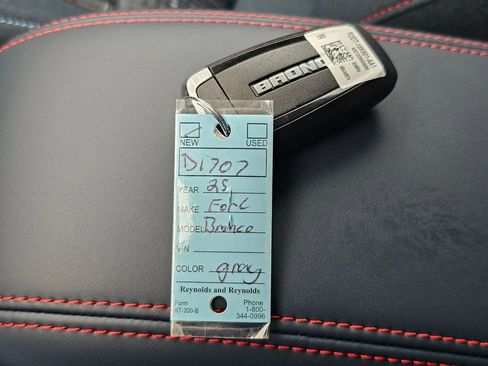 BRONCO
NEW USED
D1707
YEAR 25
MAKE Ford
MODEL Bronco
VIN
COLOR gray
Reynolds and Reynolds
Form Phone
KT-200-B 1-800-
344-0996